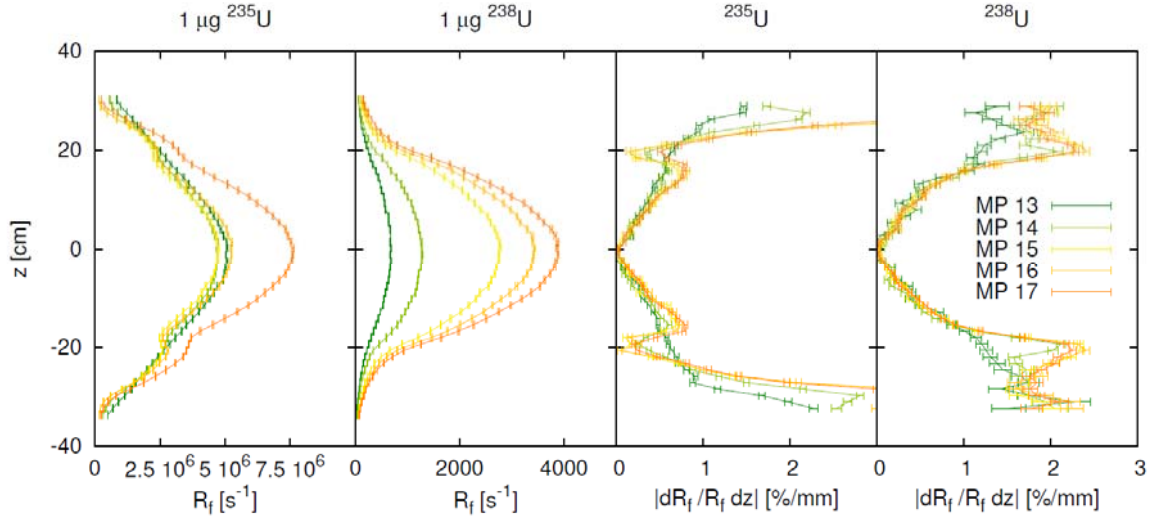 1 μg ²³⁵U 1 μg ²³⁸U ²³⁵U ²³⁸U
40
20
0
-20
-40
z [cm]
MP 13
MP 14
MP 15
MP 16
MP 17
0 2.5 10⁶ 5 10⁶ 7.5 10⁶ 0 2000 4000 0 1 2 0 1 2 3
R_f [s⁻¹] R_f [s⁻¹] |dR_f /R_f dz| [%/mm] |dR_f /R_f dz| [%/mm]